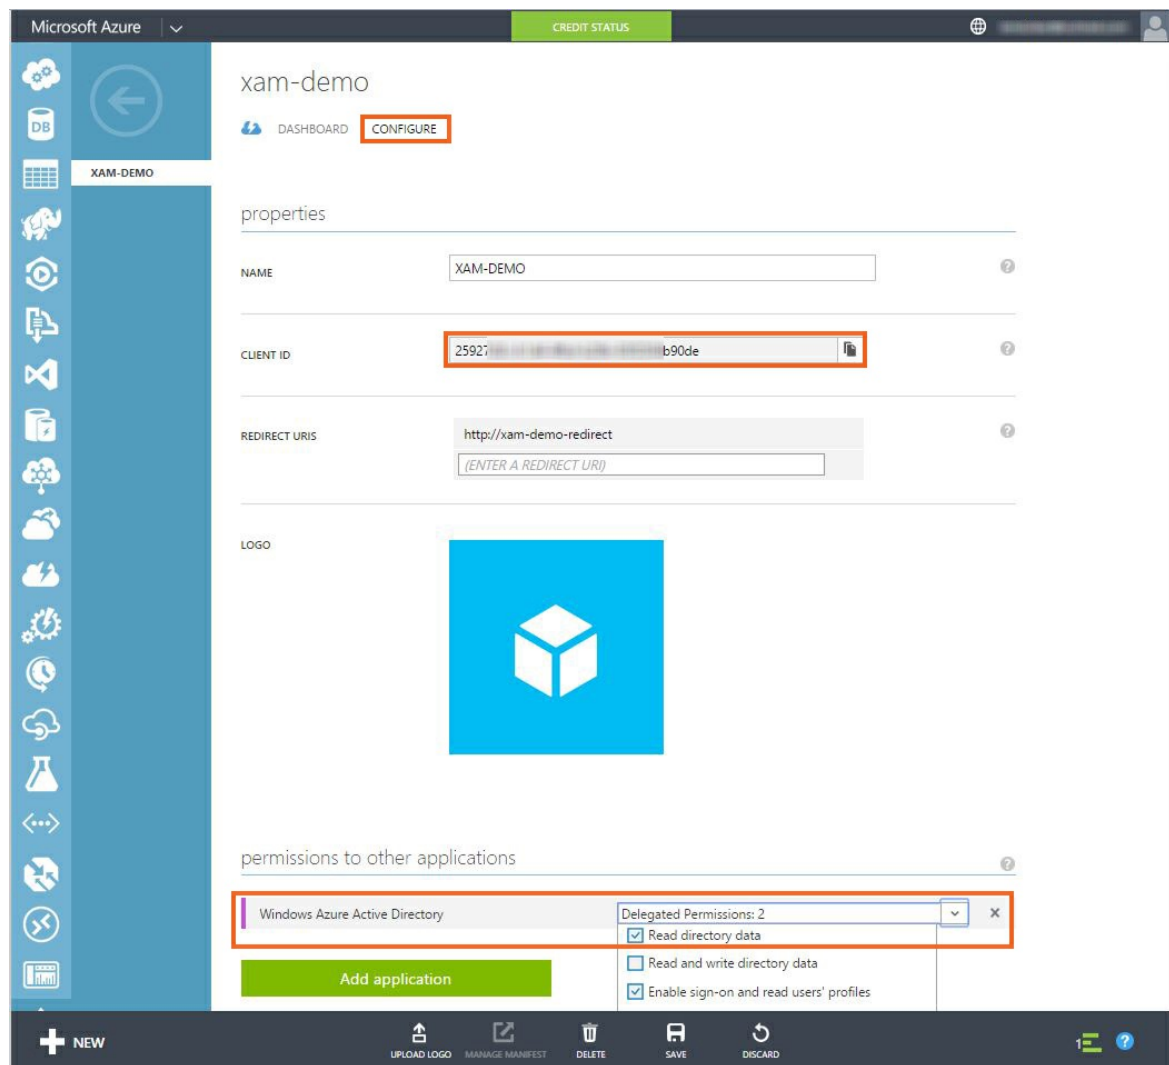 Microsoft Azure
CREDIT STATUS
xam-demo
DASHBOARD CONFIGURE
DB
XAM-DEMO
properties
NAME XAM-DEMO
CLIENT ID 25927 b90de
REDIRECT URIS http://xam-demo-redirect
(ENTER A REDIRECT URI)
LOGO
permissions to other applications
Windows Azure Active Directory Delegated Permissions: 2
Read directory data
Read and write directory data
Add application
Enable sign-on and read users' profiles
NEW
UPLOAD LOGO MANAGE MANIFEST DELETE SAVE DISCARD
1